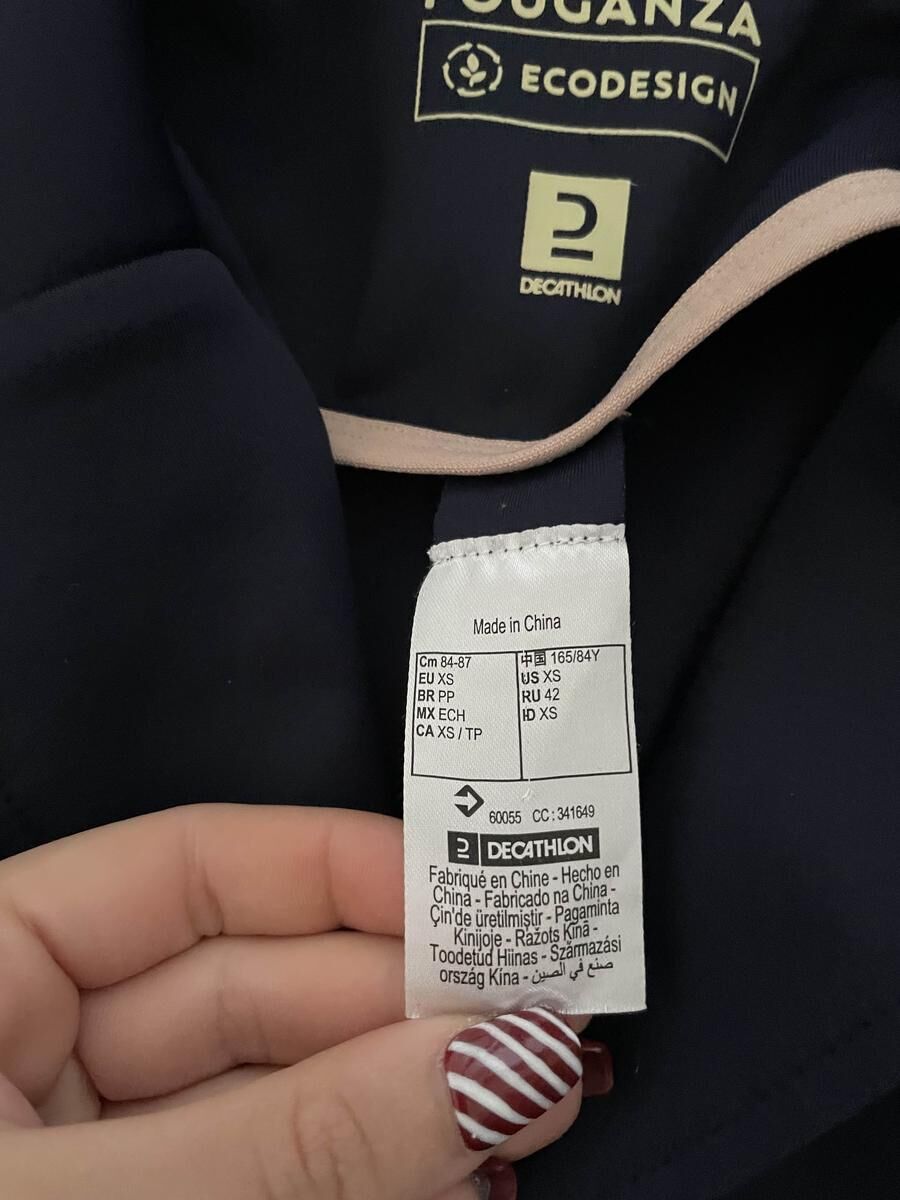 ECODESIGN
DECATHLON
Made in China
Cm 84-87
EU XS
BR PP
MX ECH
CA XS / TP
中国 165/84Y
US XS
RU 42
ID XS
60055 CC : 341649
DECATHLON
Fabriqué en Chine - Hecho en
China - Fabricado na China -
Çin'de üretilmiştir - Pagaminta
Kinijoje - Ražots Ķīnā -
Toodetud Hiinas - Származási
ország Kína - صنع في الصين